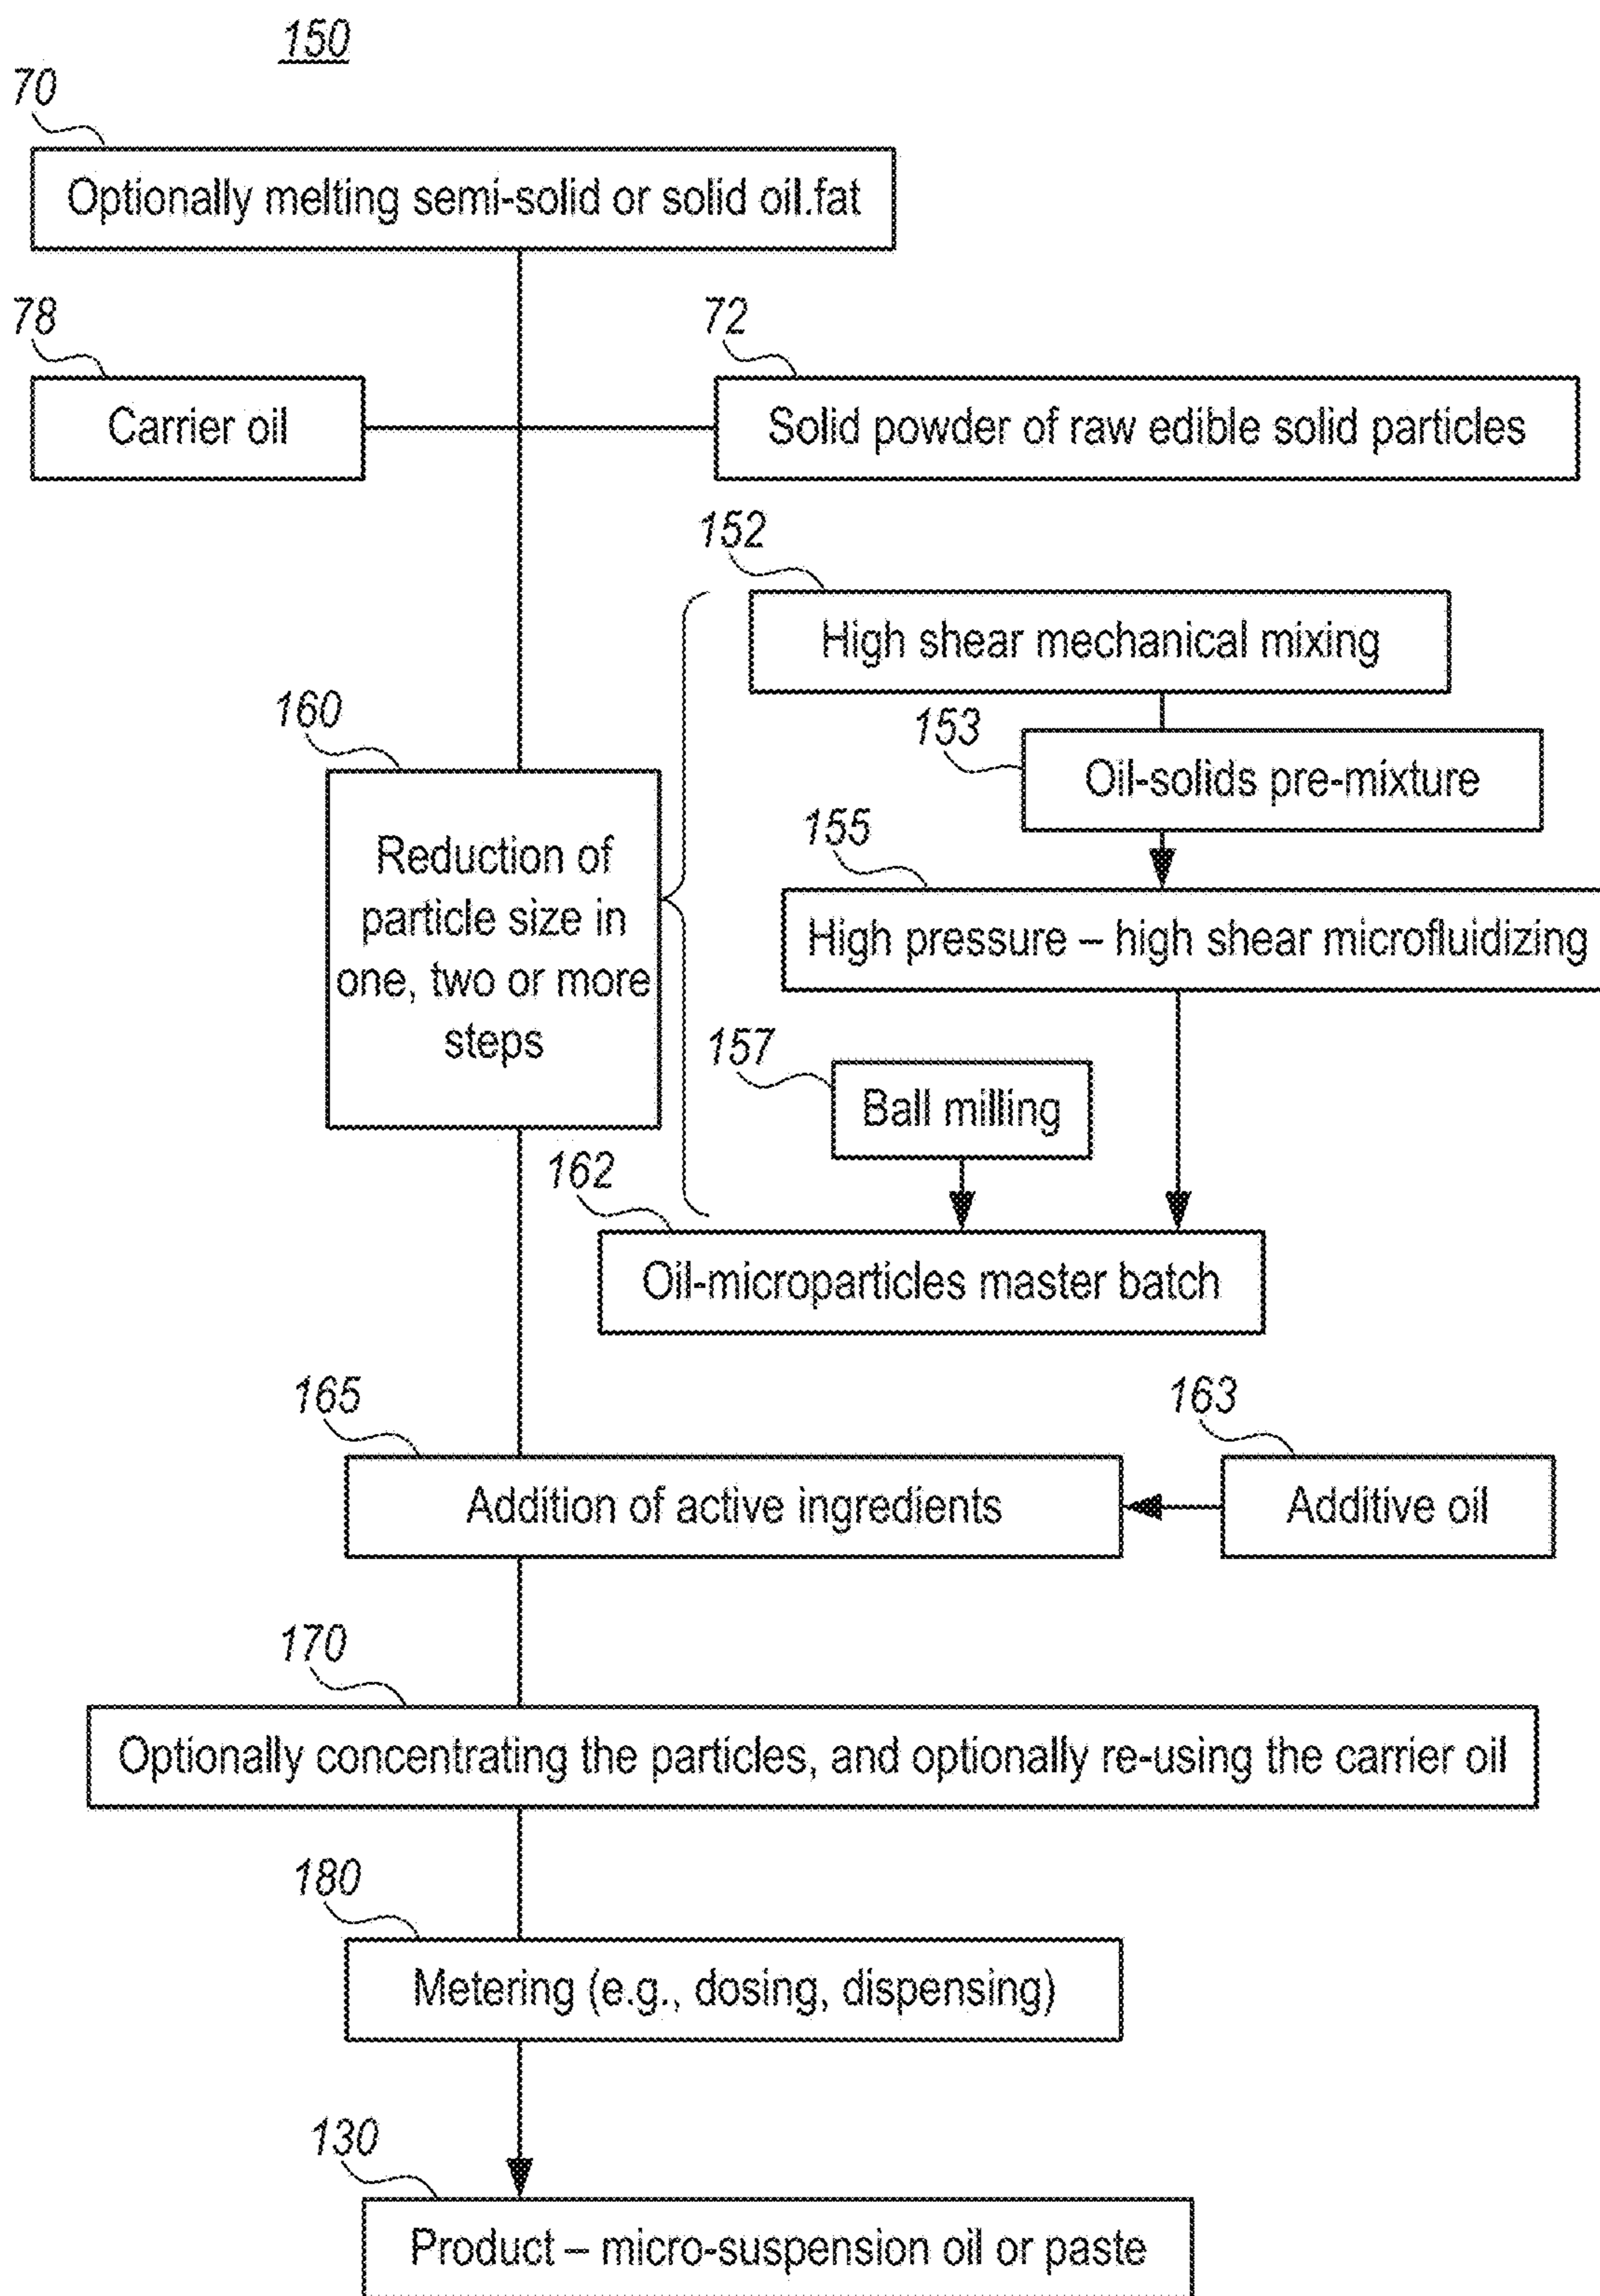 150
70
Optionally melting semi-solid or solid oil.fat
78
Carrier oil
72
Solid powder of raw edible solid particles
152
High shear mechanical mixing
160
Reduction of
particle size in
one, two or more
steps
153
Oil-solids pre-mixture
155
High pressure – high shear microfluidizing
157
Ball milling
162
Oil-microparticles master batch
165
Addition of active ingredients
163
Additive oil
170
Optionally concentrating the particles, and optionally re-using the carrier oil
180
Metering (e.g., dosing, dispensing)
130
Product – micro-suspension oil or paste